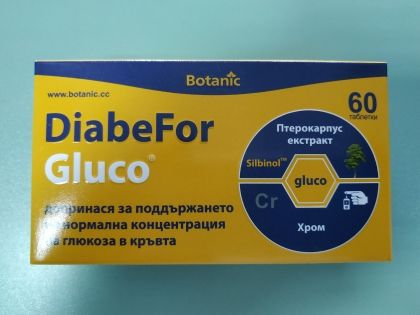 Botanic
www.botanic.cc
60
таблетки
DiabeFor
Gluco®
Птерокарпус
екстракт
Silbinol™
gluco
Cr
Хром
допринася за поддържането
нормална концентрация
глюкоза в кръвта